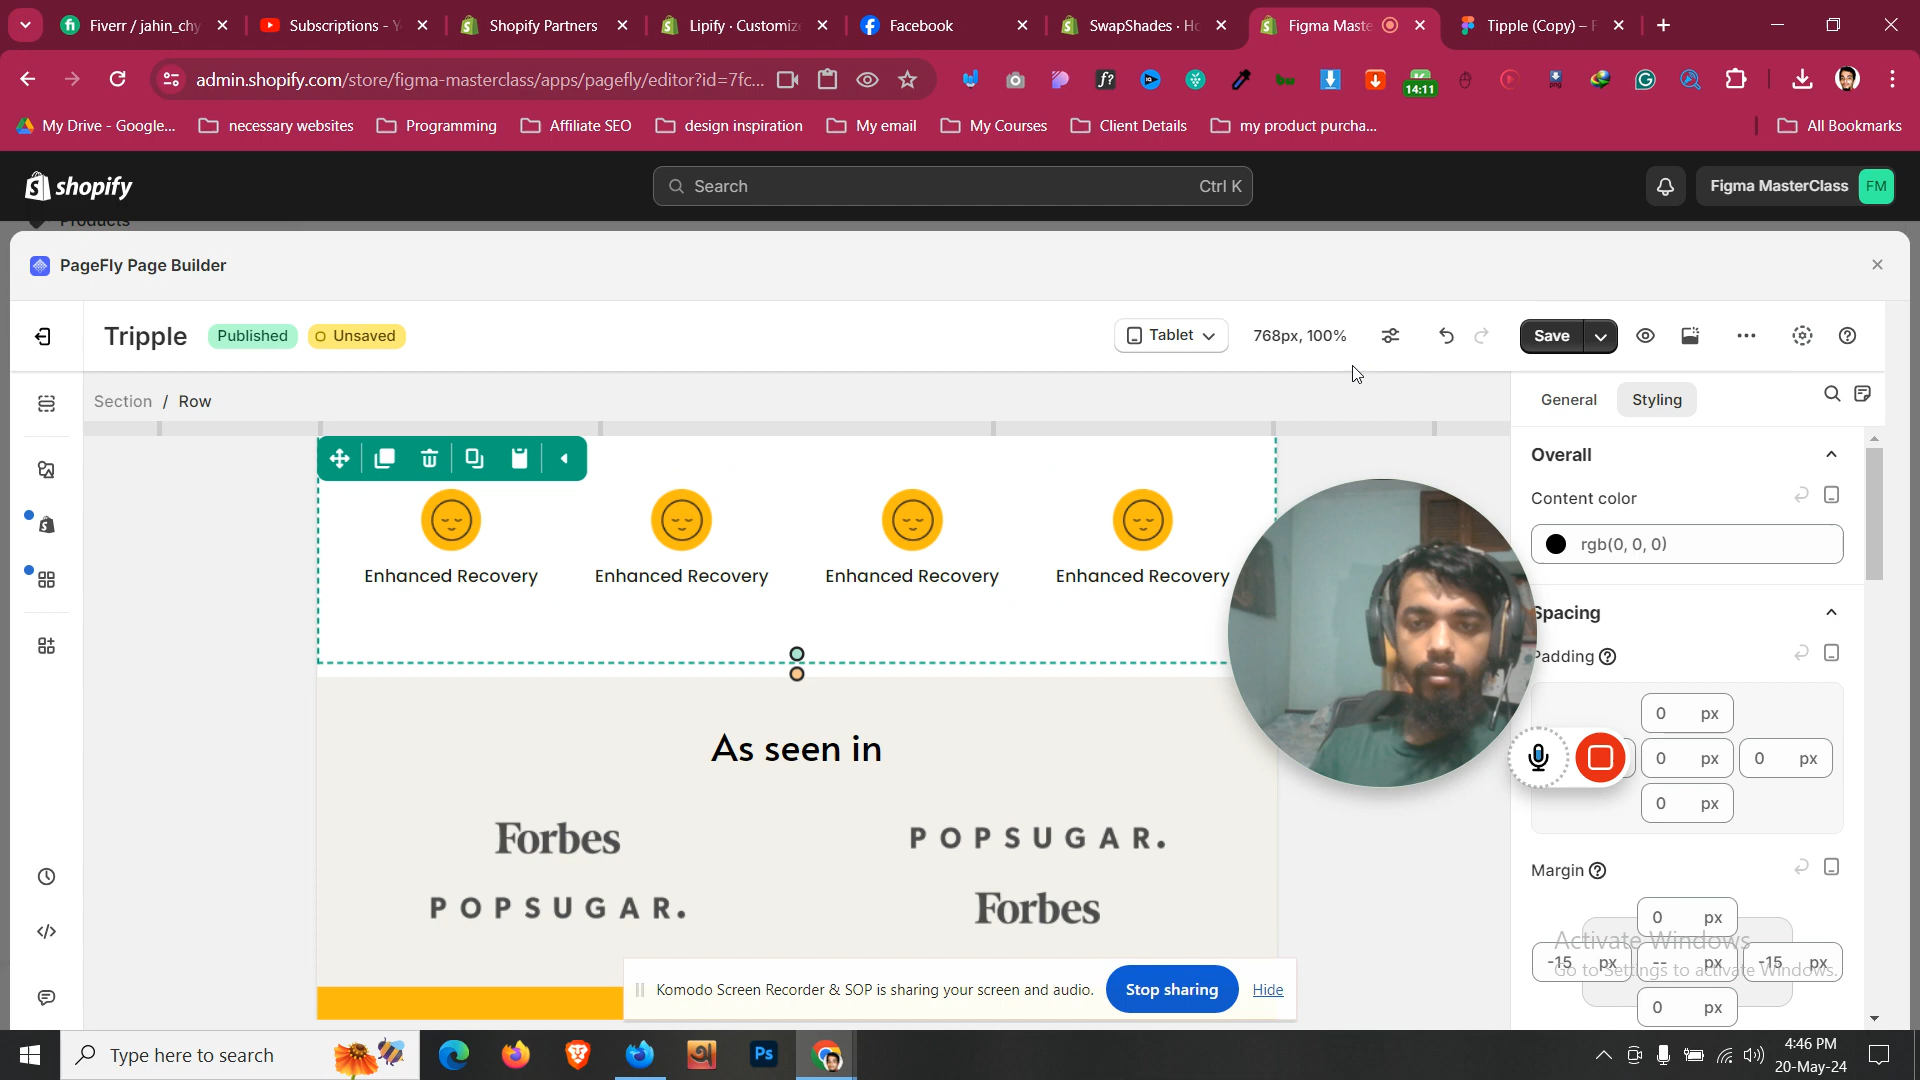 Fiverr / jahin_chy
Subscriptions - Y
Shopify Partners
Lipify · Customiz
Facebook
SwapShades · Ho
Figma Maste
Tipple (Copy) – F
admin.shopify.com/store/figma-masterclass/apps/pagefly/editor?id=7fc...
14:11
My Drive - Google...
necessary websites
Programming
Affiliate SEO
design inspiration
My email
My Courses
Client Details
my product purcha...
All Bookmarks
shopify
Search
Ctrl K
Figma MasterClass
FM
Products
PageFly Page Builder
Tripple
Published
Unsaved
Tablet
768px, 100%
Save
Section / Row
General
Styling
Overall
Content color
rgb(0, 0, 0)
Enhanced Recovery
Enhanced Recovery
Enhanced Recovery
Enhanced Recovery
Spacing
Padding
0 px
0 px
0 px
0 px
As seen in
Forbes
POPSUGAR.
POPSUGAR.
Forbes
Margin
0 px
-15 px
-- px
-15 px
0 px
Activate Windows
Go to Settings to activate Windows.
Komodo Screen Recorder & SOP is sharing your screen and audio.
Stop sharing
Hide
Type here to search
Ps
4:46 PM
20-May-24